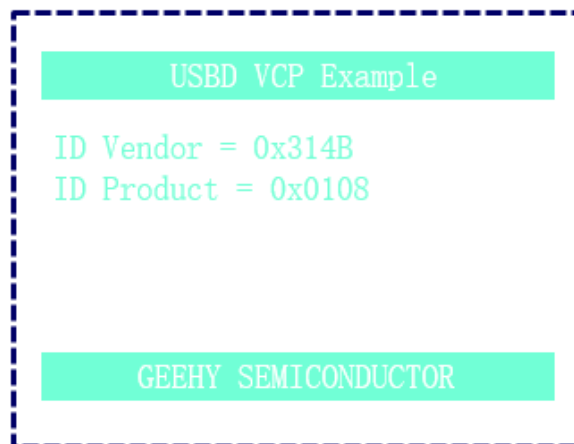 USBD VCP Example
ID Vendor = 0x314B
ID Product = 0x0108
GEEHY SEMICONDUCTOR